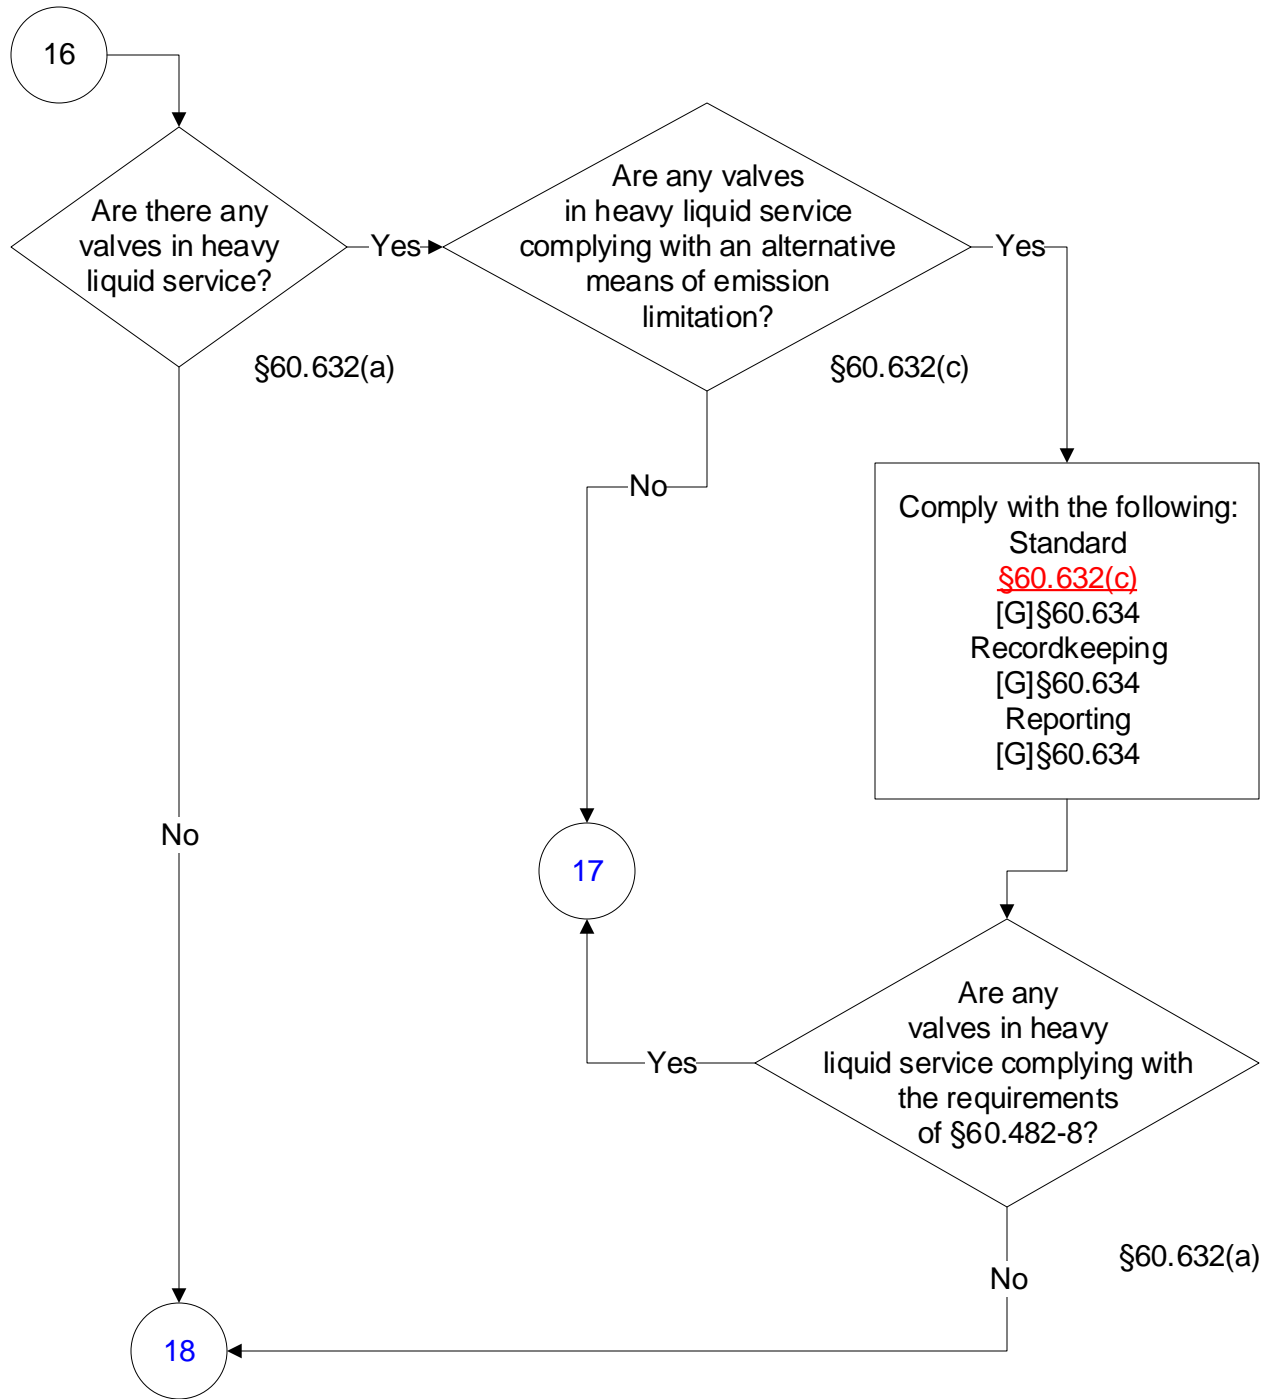 16
Are there any
valves in heavy
liquid service?
Yes
Are any valves
in heavy liquid service
complying with an alternative
means of emission
limitation?
Yes
§60.632(a)
§60.632(c)
No
Comply with the following:
Standard
§60.632(c)
[G]§60.634
Recordkeeping
[G]§60.634
Reporting
[G]§60.634
No
17
Are any
valves in heavy
liquid service complying with
the requirements
of §60.482-8?
Yes
§60.632(a)
No
18